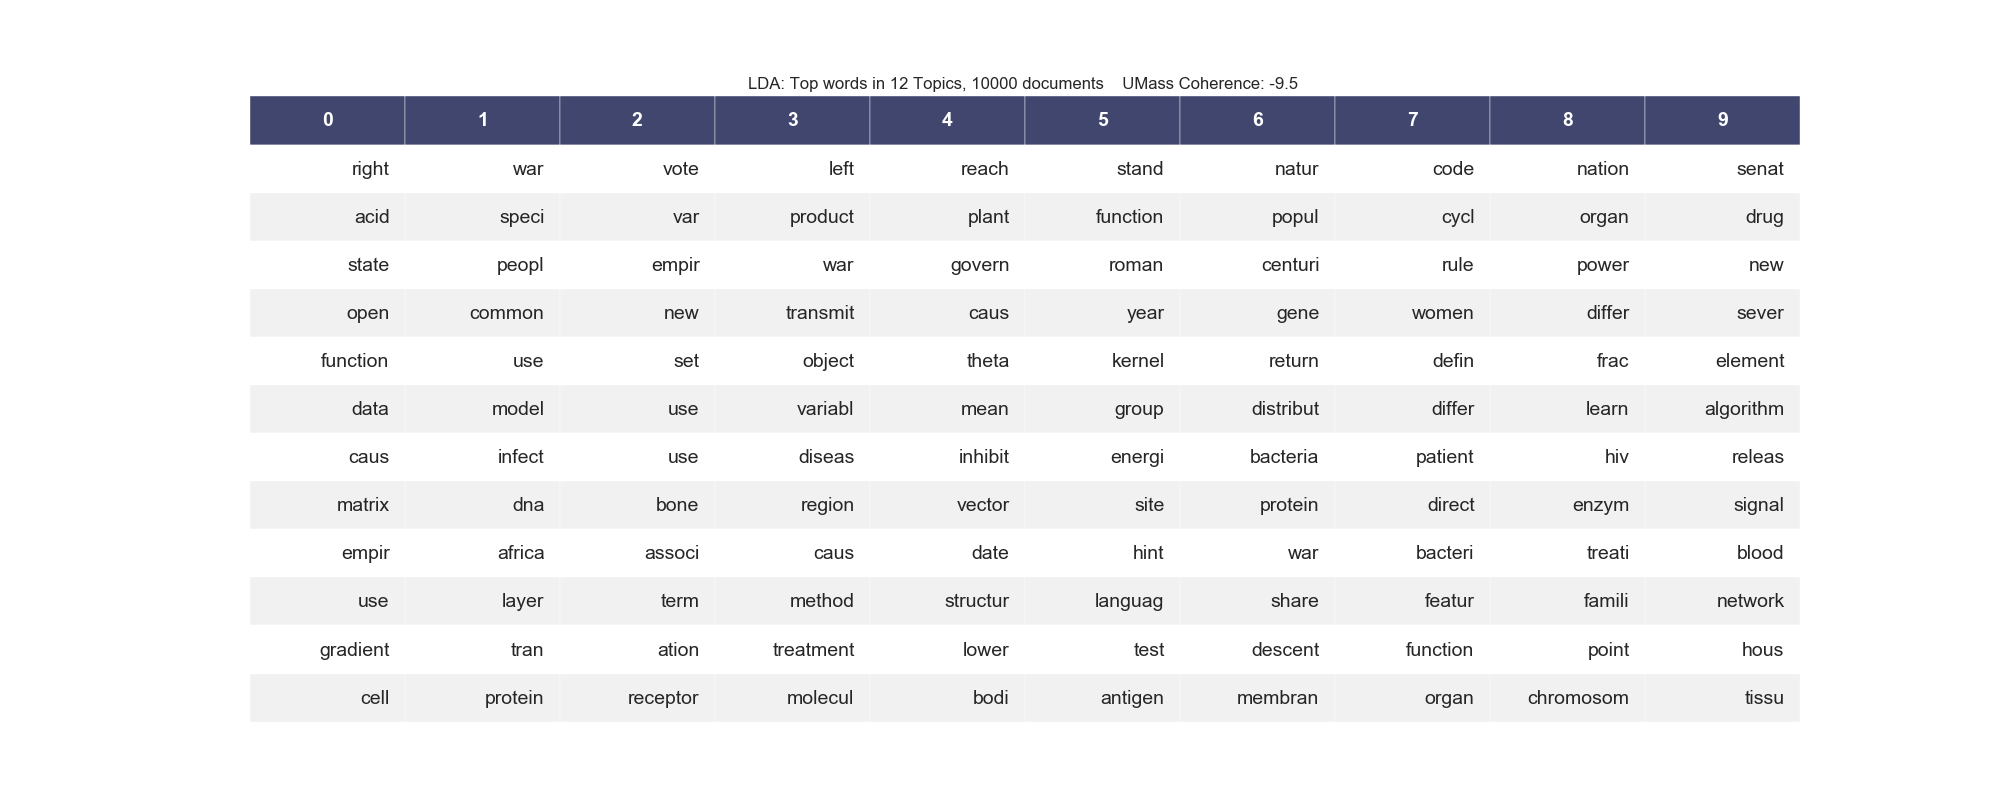 LDA: Top words in 12 Topics, 10000 documents    UMass Coherence: -9.5
0 1 2 3 4 5 6 7 8 9
right war vote left reach stand natur code nation senat
acid speci var product plant function popul cycl organ drug
state peopl empir war govern roman centuri rule power new
open common new transmit caus year gene women differ sever
function use set object theta kernel return defin frac element
data model use variabl mean group distribut differ learn algorithm
caus infect use diseas inhibit energi bacteria patient hiv releas
matrix dna bone region vector site protein direct enzym signal
empir africa associ caus date hint war bacteri treati blood
use layer term method structur languag share featur famili network
gradient tran ation treatment lower test descent function point hous
cell protein receptor molecul bodi antigen membran organ chromosom tissu